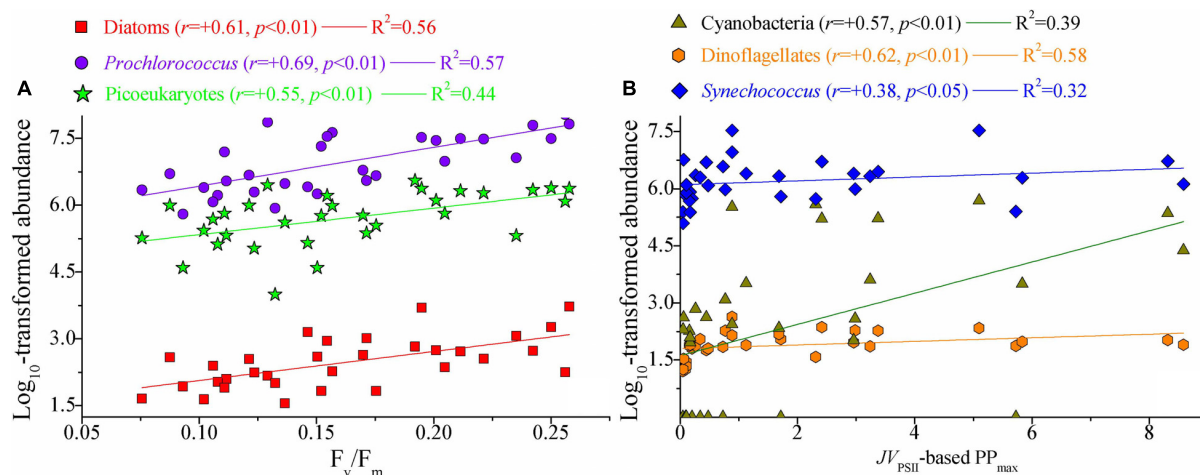 Diatoms (r=+0.61, p<0.01) R²=0.56
Prochlorococcus (r=+0.69, p<0.01) R²=0.57
Picoeukaryotes (r=+0.55, p<0.01) R²=0.44
A
7.5
6.0
4.5
3.0
1.5
Log₁₀-transformed abundance
0.05 0.10 0.15 0.20 0.25
Fᵥ/Fₘ
Cyanobacteria (r=+0.57, p<0.01) R²=0.39
Dinoflagellates (r=+0.62, p<0.01) R²=0.58
Synechococcus (r=+0.38, p<0.05) R²=0.32
B
7.5
6.0
4.5
3.0
1.5
Log₁₀-transformed abundance
0 2 4 6 8
JV_PSII-based PP_max